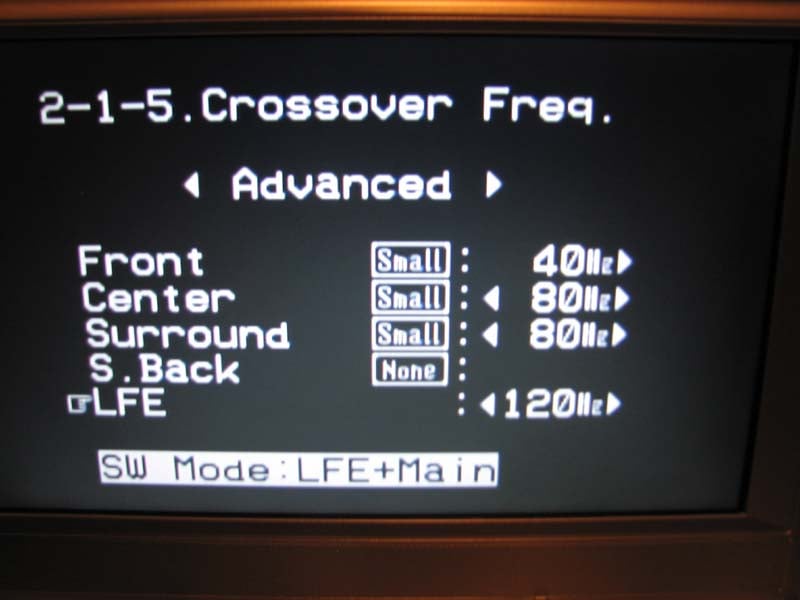 2-1-5.Crossover Freq.
◀ Advanced ▶
Front Small : 40Hz▶
Center Small : ◀ 80Hz▶
Surround Small : ◀ 80Hz▶
S.Back None :
☞LFE : ◀120Hz▶
SW Mode:LFE+Main